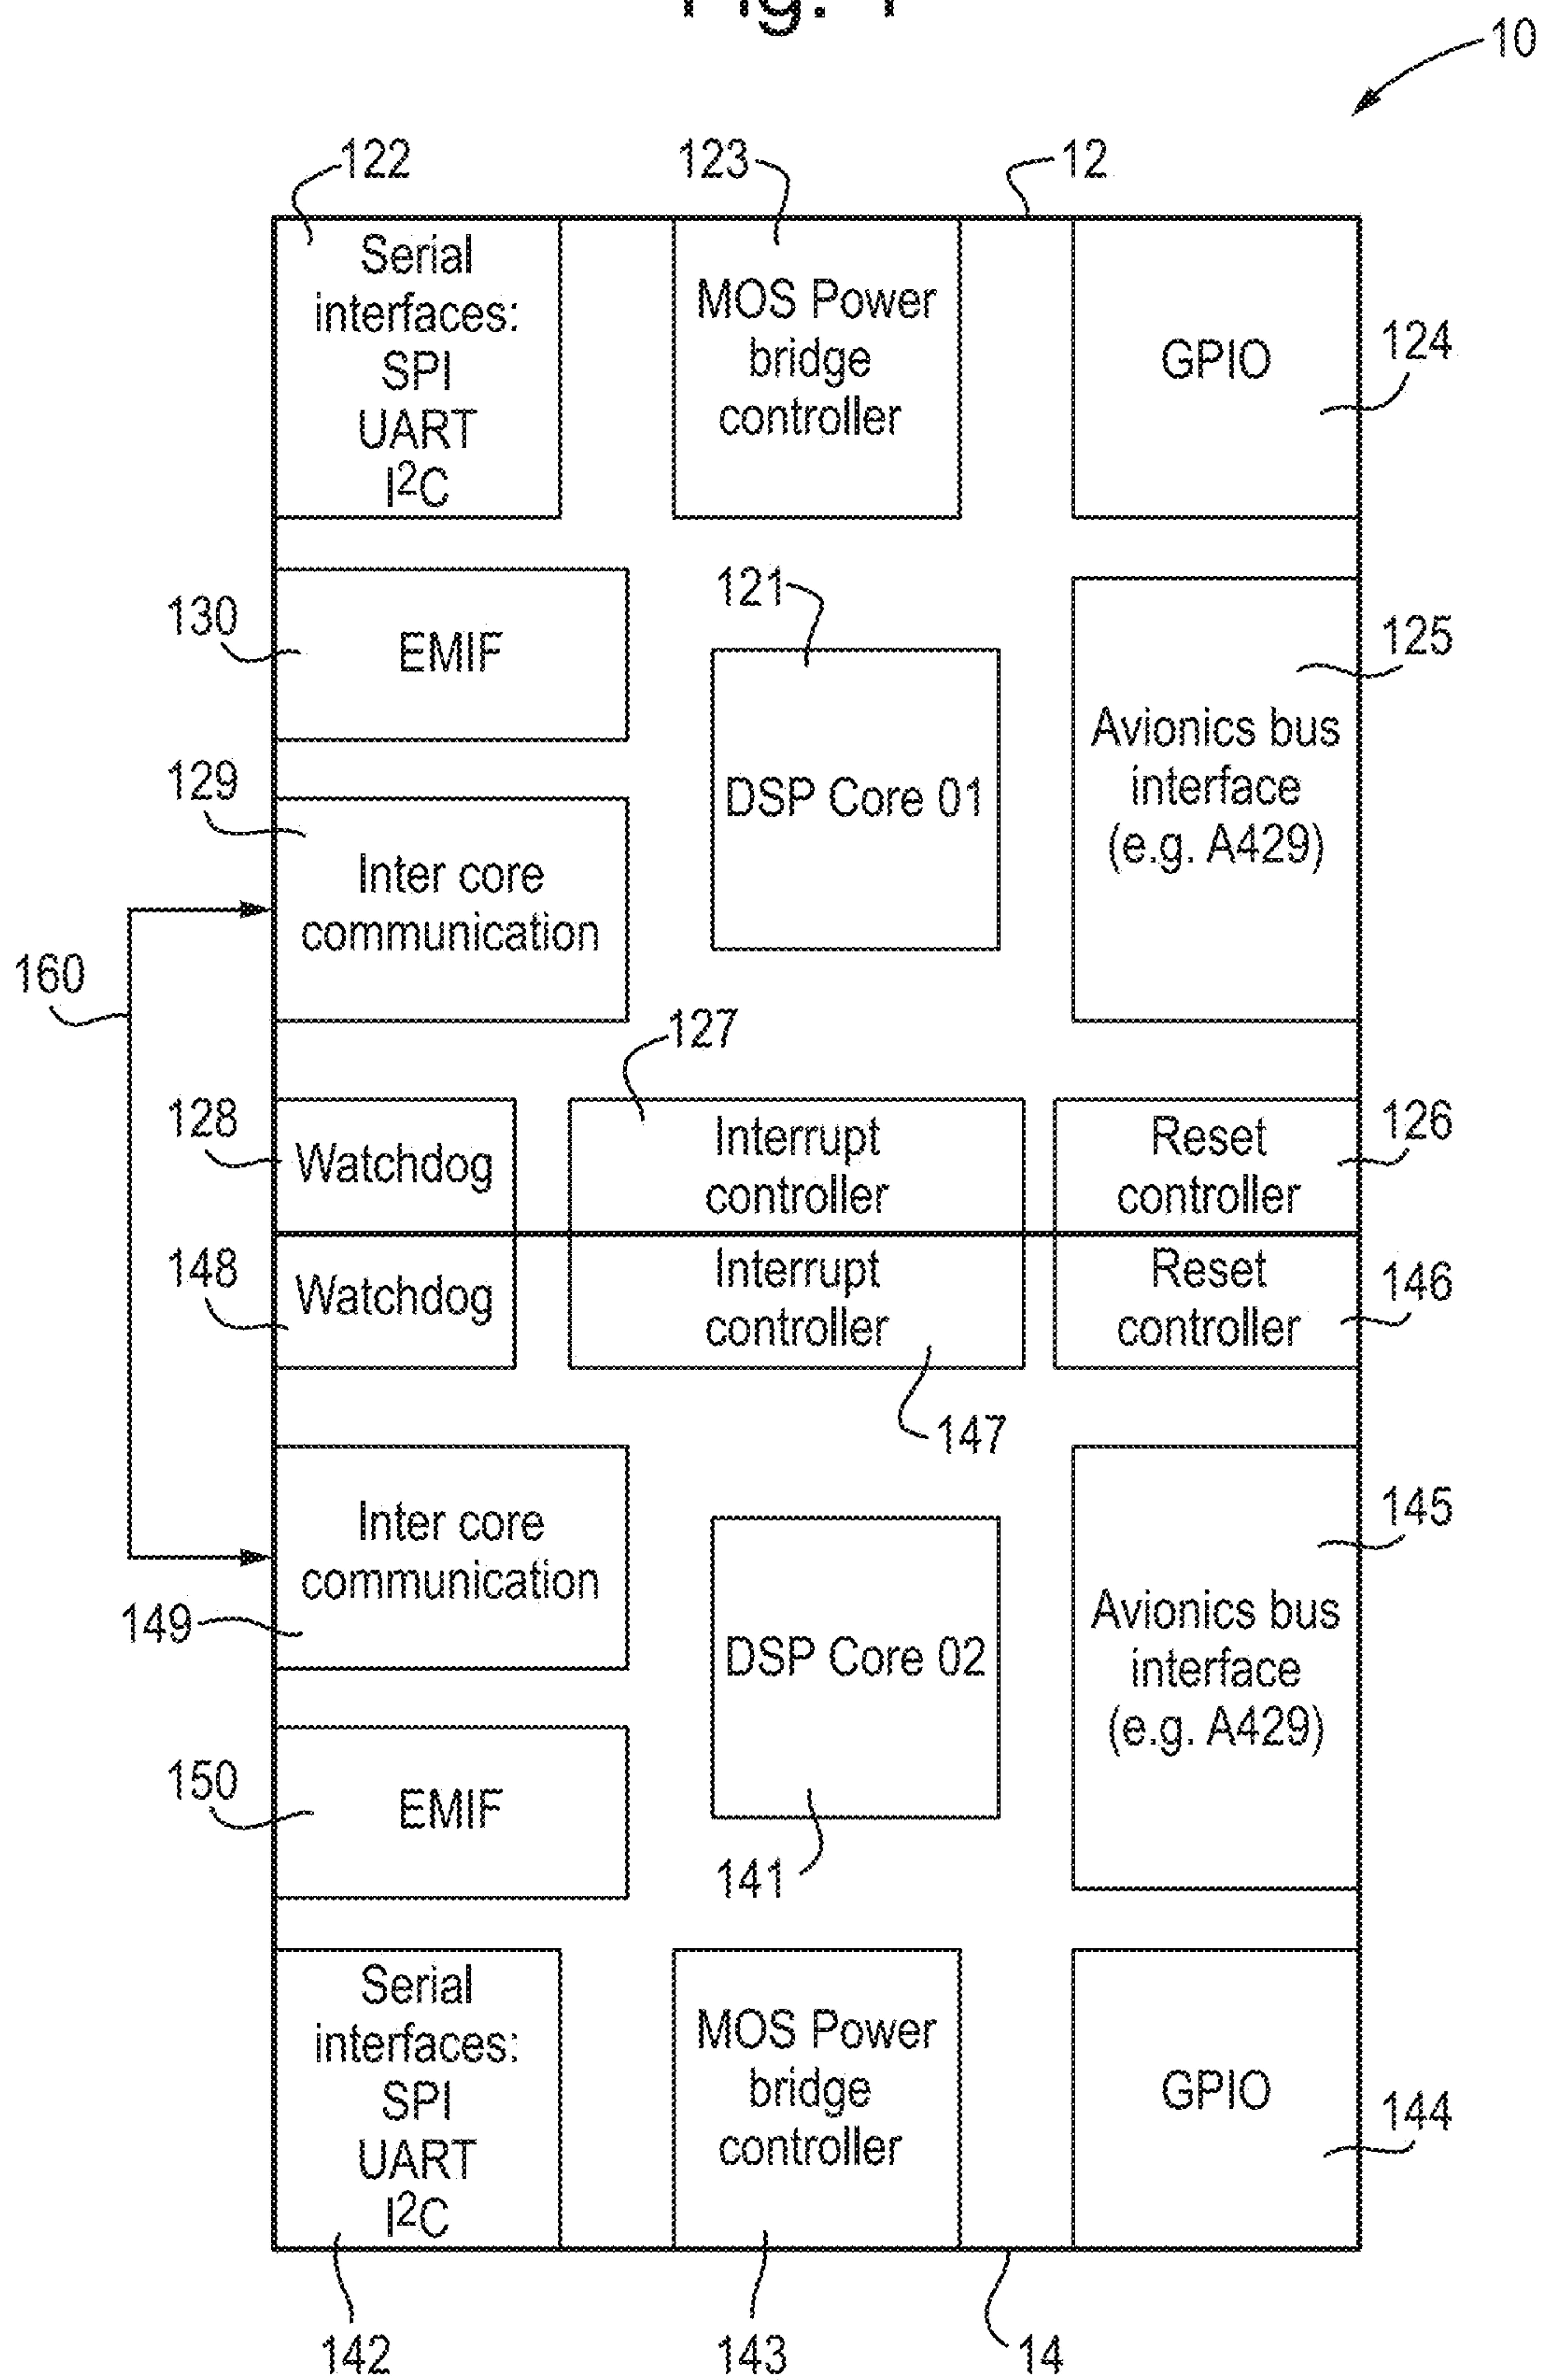 Fig. 1
10
122
123
12
Serial
interfaces:
SPI
UART
I²C
MOS Power
bridge
controller
GPIO
124
130
EMIF
121
DSP Core 01
125
Avionics bus
interface
(e.g. A429)
129
Inter core
communication
160
127
128
Watchdog
Interrupt
controller
Reset
controller
126
148
Watchdog
Interrupt
controller
Reset
controller
146
147
Inter core
communication
149
DSP Core 02
145
Avionics bus
interface
(e.g. A429)
150
EMIF
141
Serial
interfaces:
SPI
UART
I²C
MOS Power
bridge
controller
GPIO
144
142
143
14